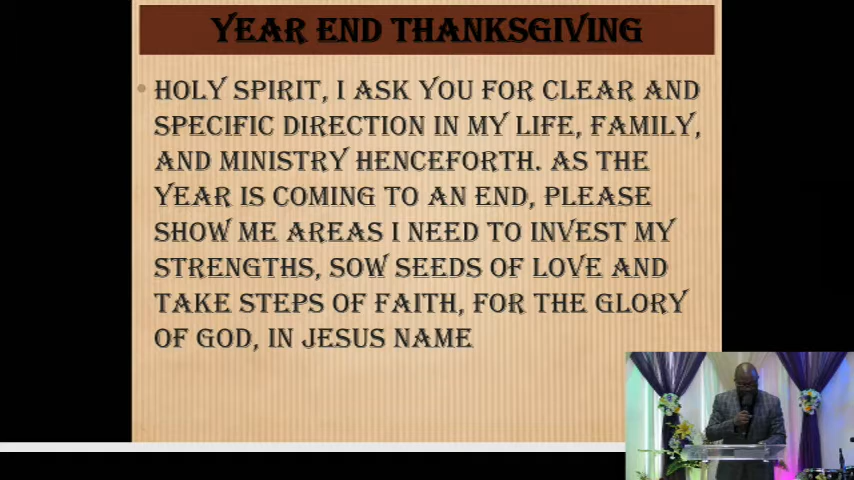 YEAR END THANKSGIVING
• HOLY SPIRIT, I ASK YOU FOR CLEAR AND
SPECIFIC DIRECTION IN MY LIFE, FAMILY,
AND MINISTRY HENCEFORTH. AS THE
YEAR IS COMING TO AN END, PLEASE
SHOW ME AREAS I NEED TO INVEST MY
STRENGTHS, SOW SEEDS OF LOVE AND
TAKE STEPS OF FAITH, FOR THE GLORY
OF GOD, IN JESUS NAME